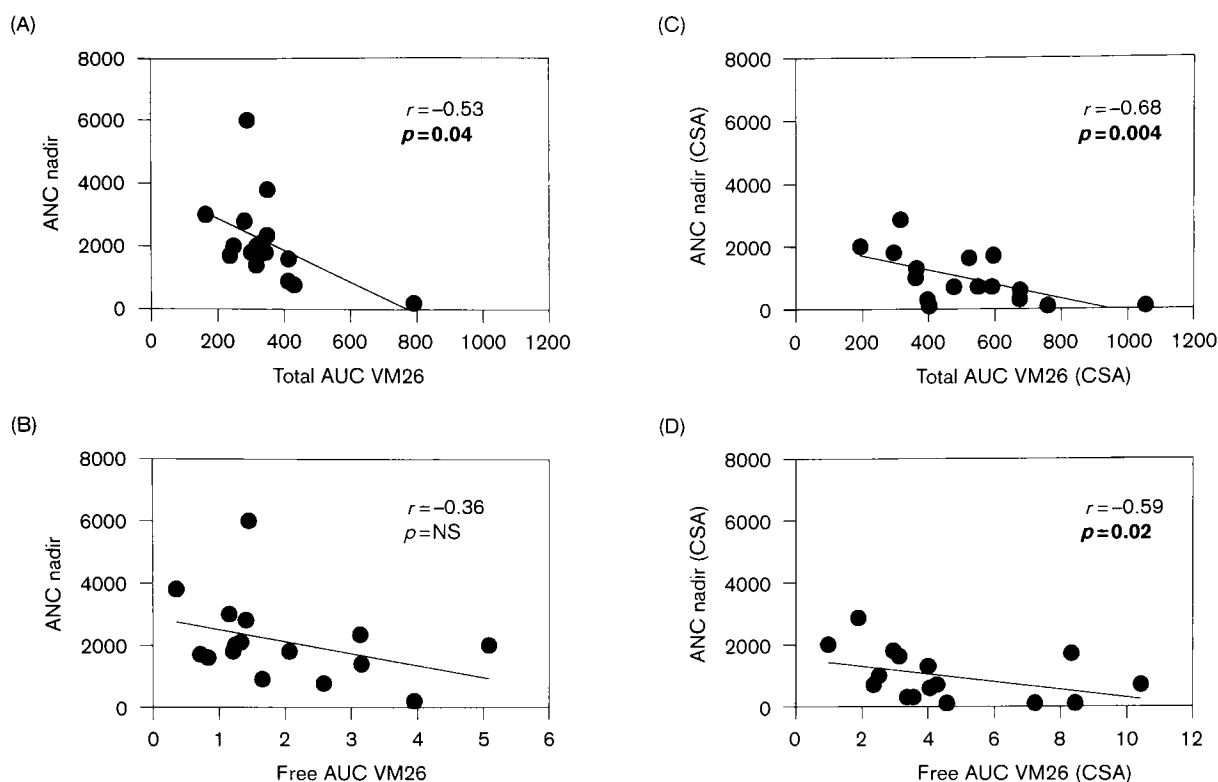 (A)
8000
6000
4000
2000
0
ANC nadir
r=–0.53
p=0.04
0 200 400 600 800 1000 1200
Total AUC VM26
(C)
8000
6000
4000
2000
0
ANC nadir (CSA)
r=–0.68
p=0.004
0 200 400 600 800 1000 1200
Total AUC VM26 (CSA)
(B)
8000
6000
4000
2000
0
ANC nadir
r=–0.36
p=NS
0 1 2 3 4 5 6
Free AUC VM26
(D)
8000
6000
4000
2000
0
ANC nadir (CSA)
r=–0.59
p=0.02
0 2 4 6 8 10 12
Free AUC VM26 (CSA)